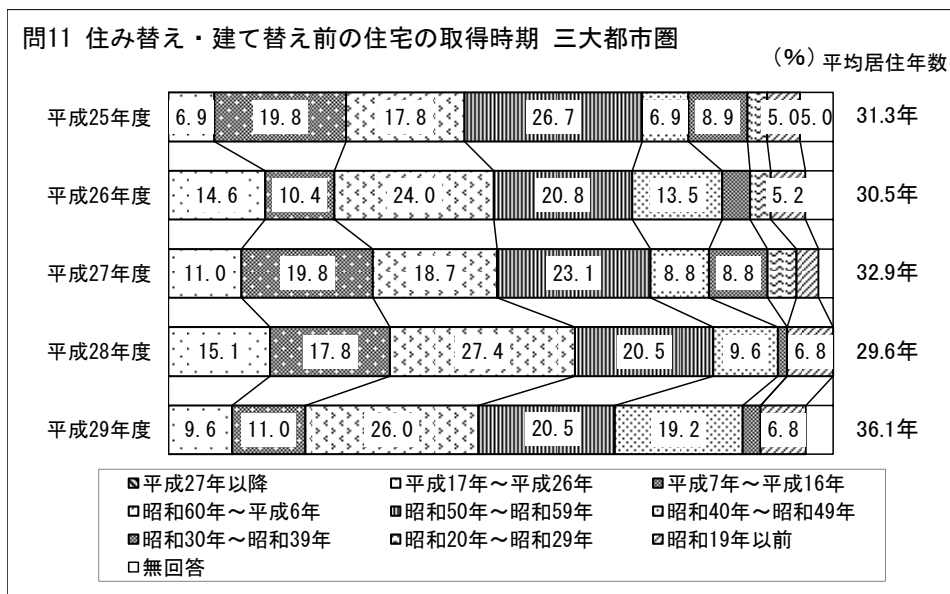 問11 住み替え・建て替え前の住宅の取得時期 三大都市圏
(%) 平均居住年数
平成25年度 6.9 19.8 17.8 26.7 6.9 8.9 5.0 5.0 31.3年
平成26年度 14.6 10.4 24.0 20.8 13.5 5.2 30.5年
平成27年度 11.0 19.8 18.7 23.1 8.8 8.8 32.9年
平成28年度 15.1 17.8 27.4 20.5 9.6 6.8 29.6年
平成29年度 9.6 11.0 26.0 20.5 19.2 6.8 36.1年
平成27年以降 平成17年～平成26年 平成7年～平成16年
昭和60年～平成6年 昭和50年～昭和59年 昭和40年～昭和49年
昭和30年～昭和39年 昭和20年～昭和29年 昭和19年以前
無回答